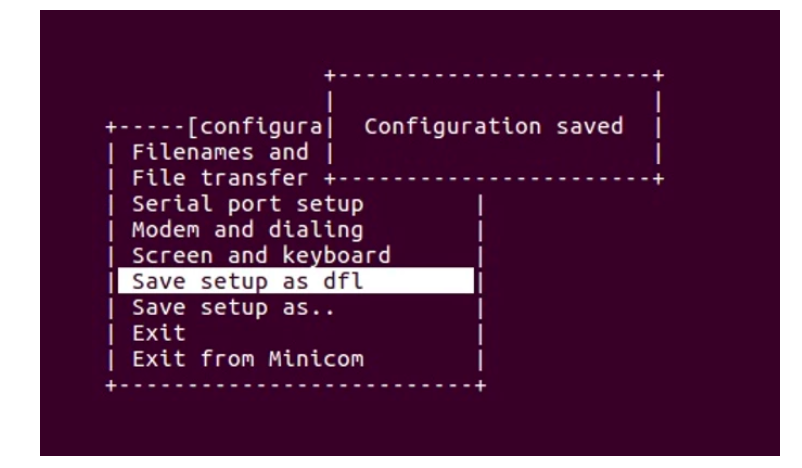 Configuration saved
[configura
Filenames and
File transfer
Serial port setup
Modem and dialing
Screen and keyboard
Save setup as dfl
Save setup as..
Exit
Exit from Minicom